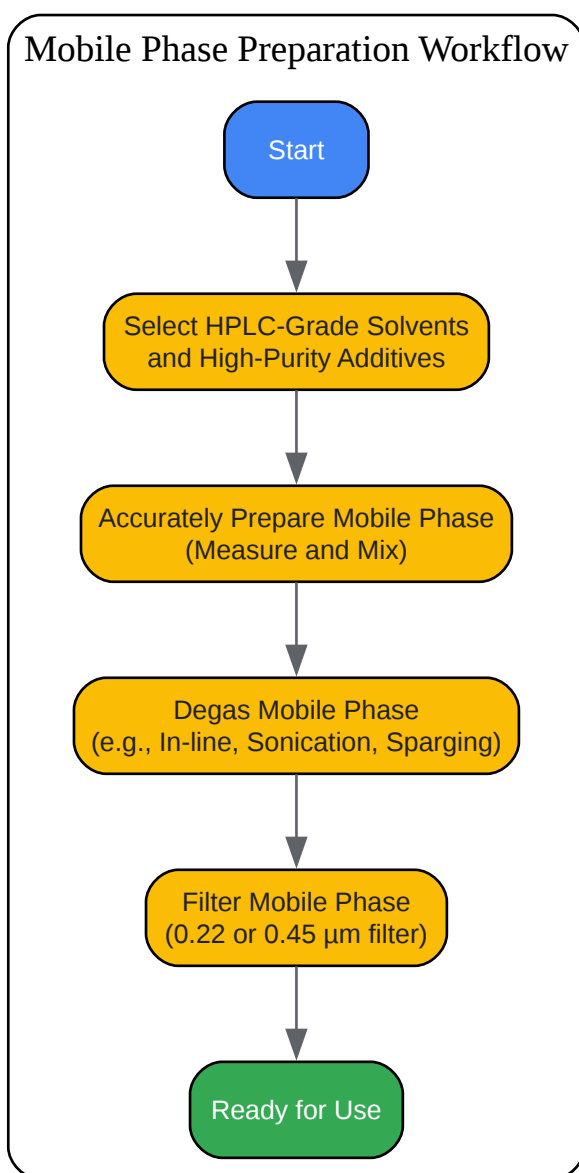 Mobile Phase Preparation Workflow
Start
Select HPLC-Grade Solvents
and High-Purity Additives
Accurately Prepare Mobile Phase
(Measure and Mix)
Degas Mobile Phase
(e.g., In-line, Sonication, Sparging)
Filter Mobile Phase
(0.22 or 0.45 µm filter)
Ready for Use